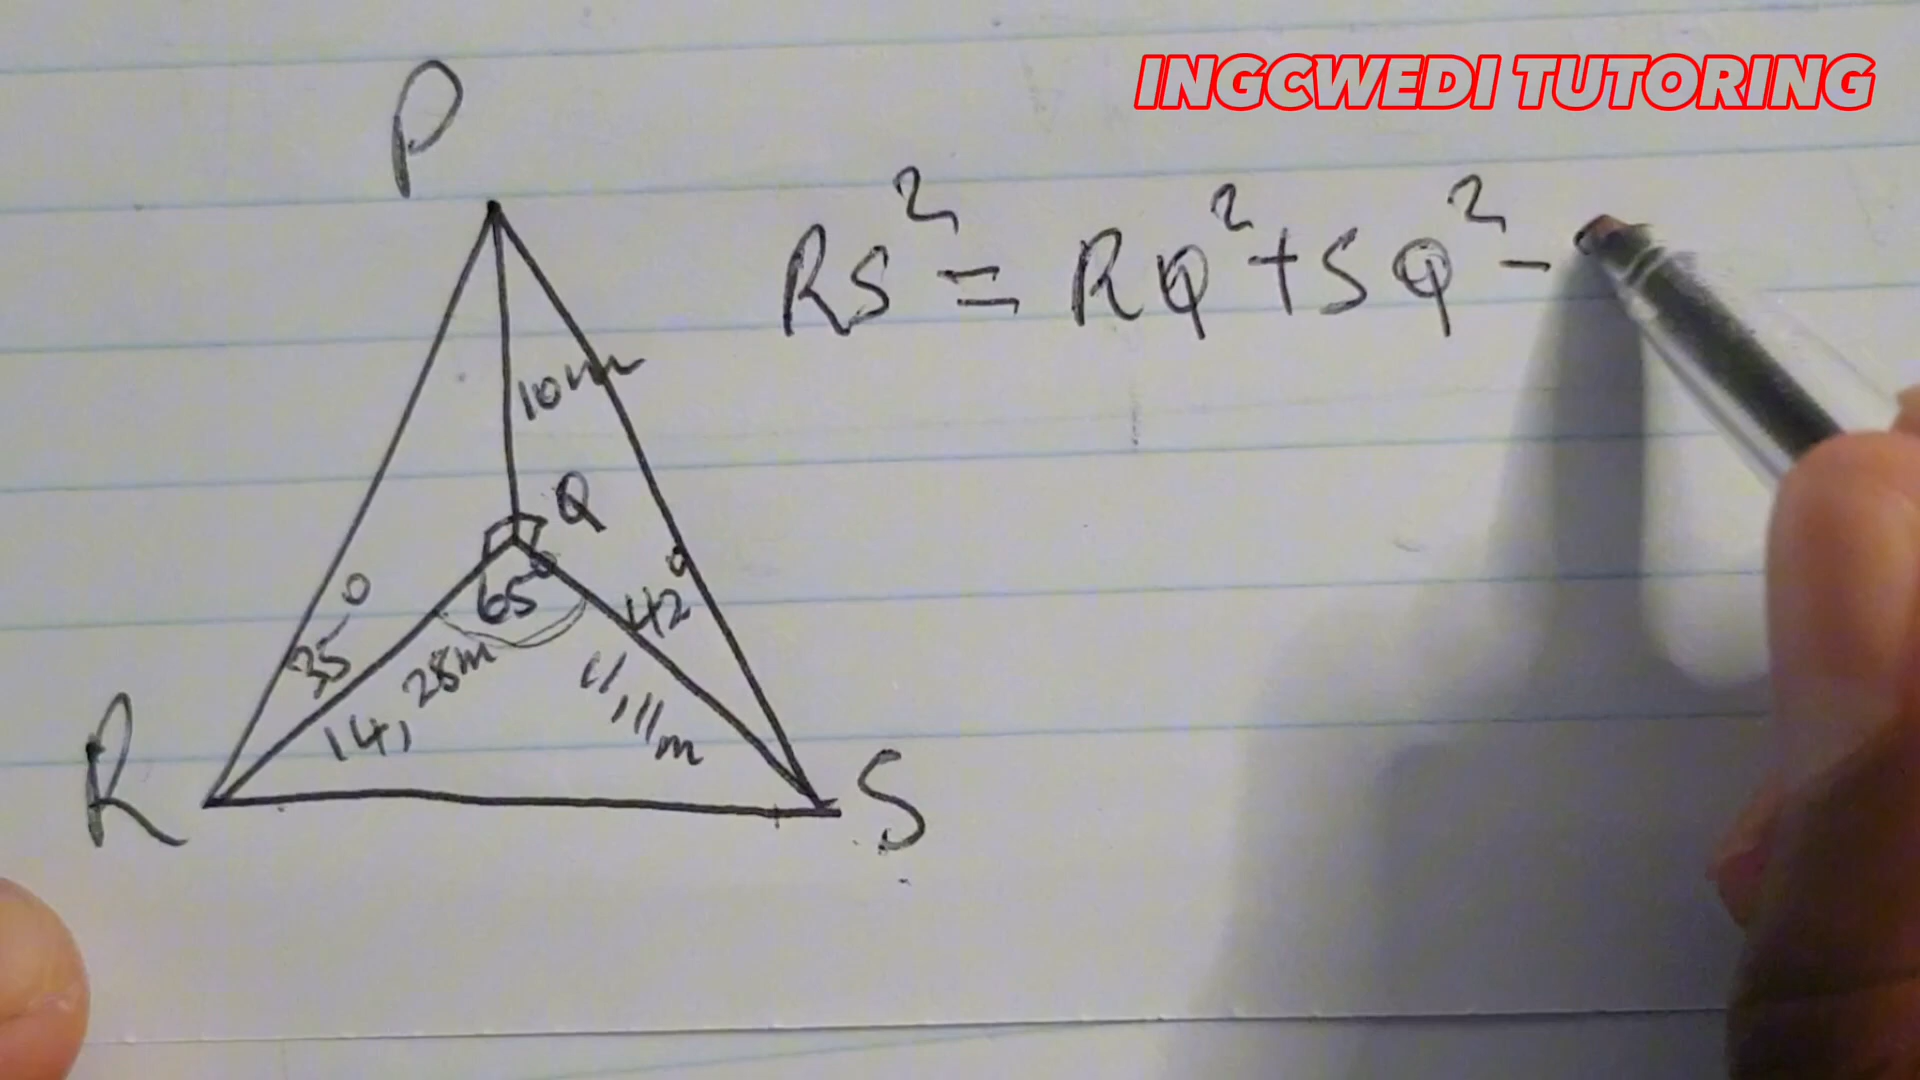 INGCWEDI TUTORING
P
RS² = RQ² + SQ² -
10m
Q
65°
35°
42°
14,28m
11,11m
R
S